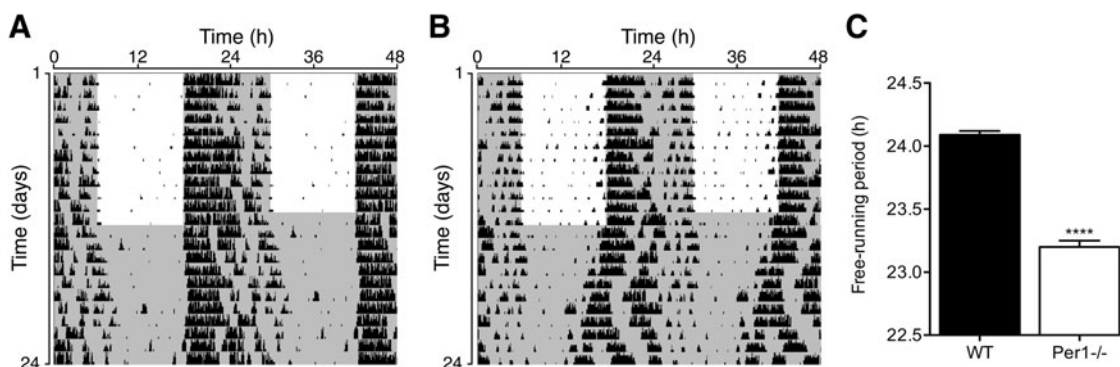 A
Time (h)
0 12 24 36 48
Time (days)
1
24
B
Time (h)
0 12 24 36 48
Time (days)
1
24
C
Free-running period (h)
24.5
24.0
23.5
23.0
22.5
****
WT Per1-/-